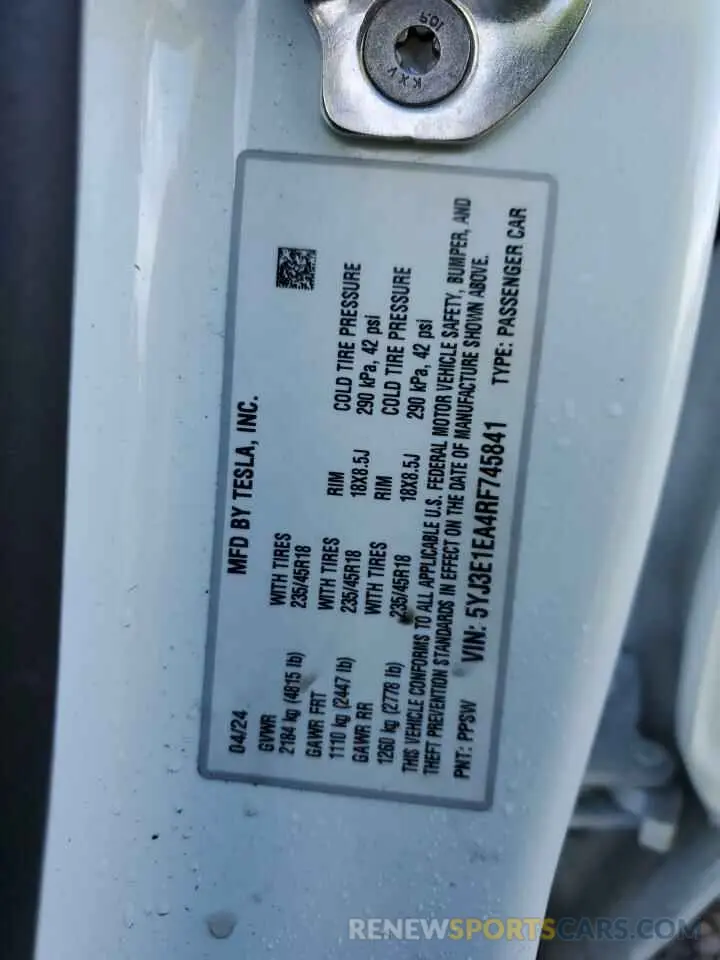 109
KXV
MFD BY TESLA, INC.
04/24
GVWR
2184 kg (4815 lb)
WITH TIRES
235/45R18
RIM
18X8.5J
COLD TIRE PRESSURE
290 kPa, 42 psi
GAWR FRT
1110 kg (2447 lb)
WITH TIRES
235/45R18
RIM
18X8.5J
COLD TIRE PRESSURE
290 kPa, 42 psi
GAWR RR
1260 kg (2778 lb)
WITH TIRES
235/45R18
THIS VEHICLE CONFORMS TO ALL APPLICABLE U.S. FEDERAL MOTOR VEHICLE SAFETY, BUMPER, AND
THEFT PREVENTION STANDARDS IN EFFECT ON THE DATE OF MANUFACTURE SHOWN ABOVE.
PNT: PPSW VIN: 5YJ3E1EA4RF745841 TYPE: PASSENGER CAR
RENEWSPORTSCARS.COM